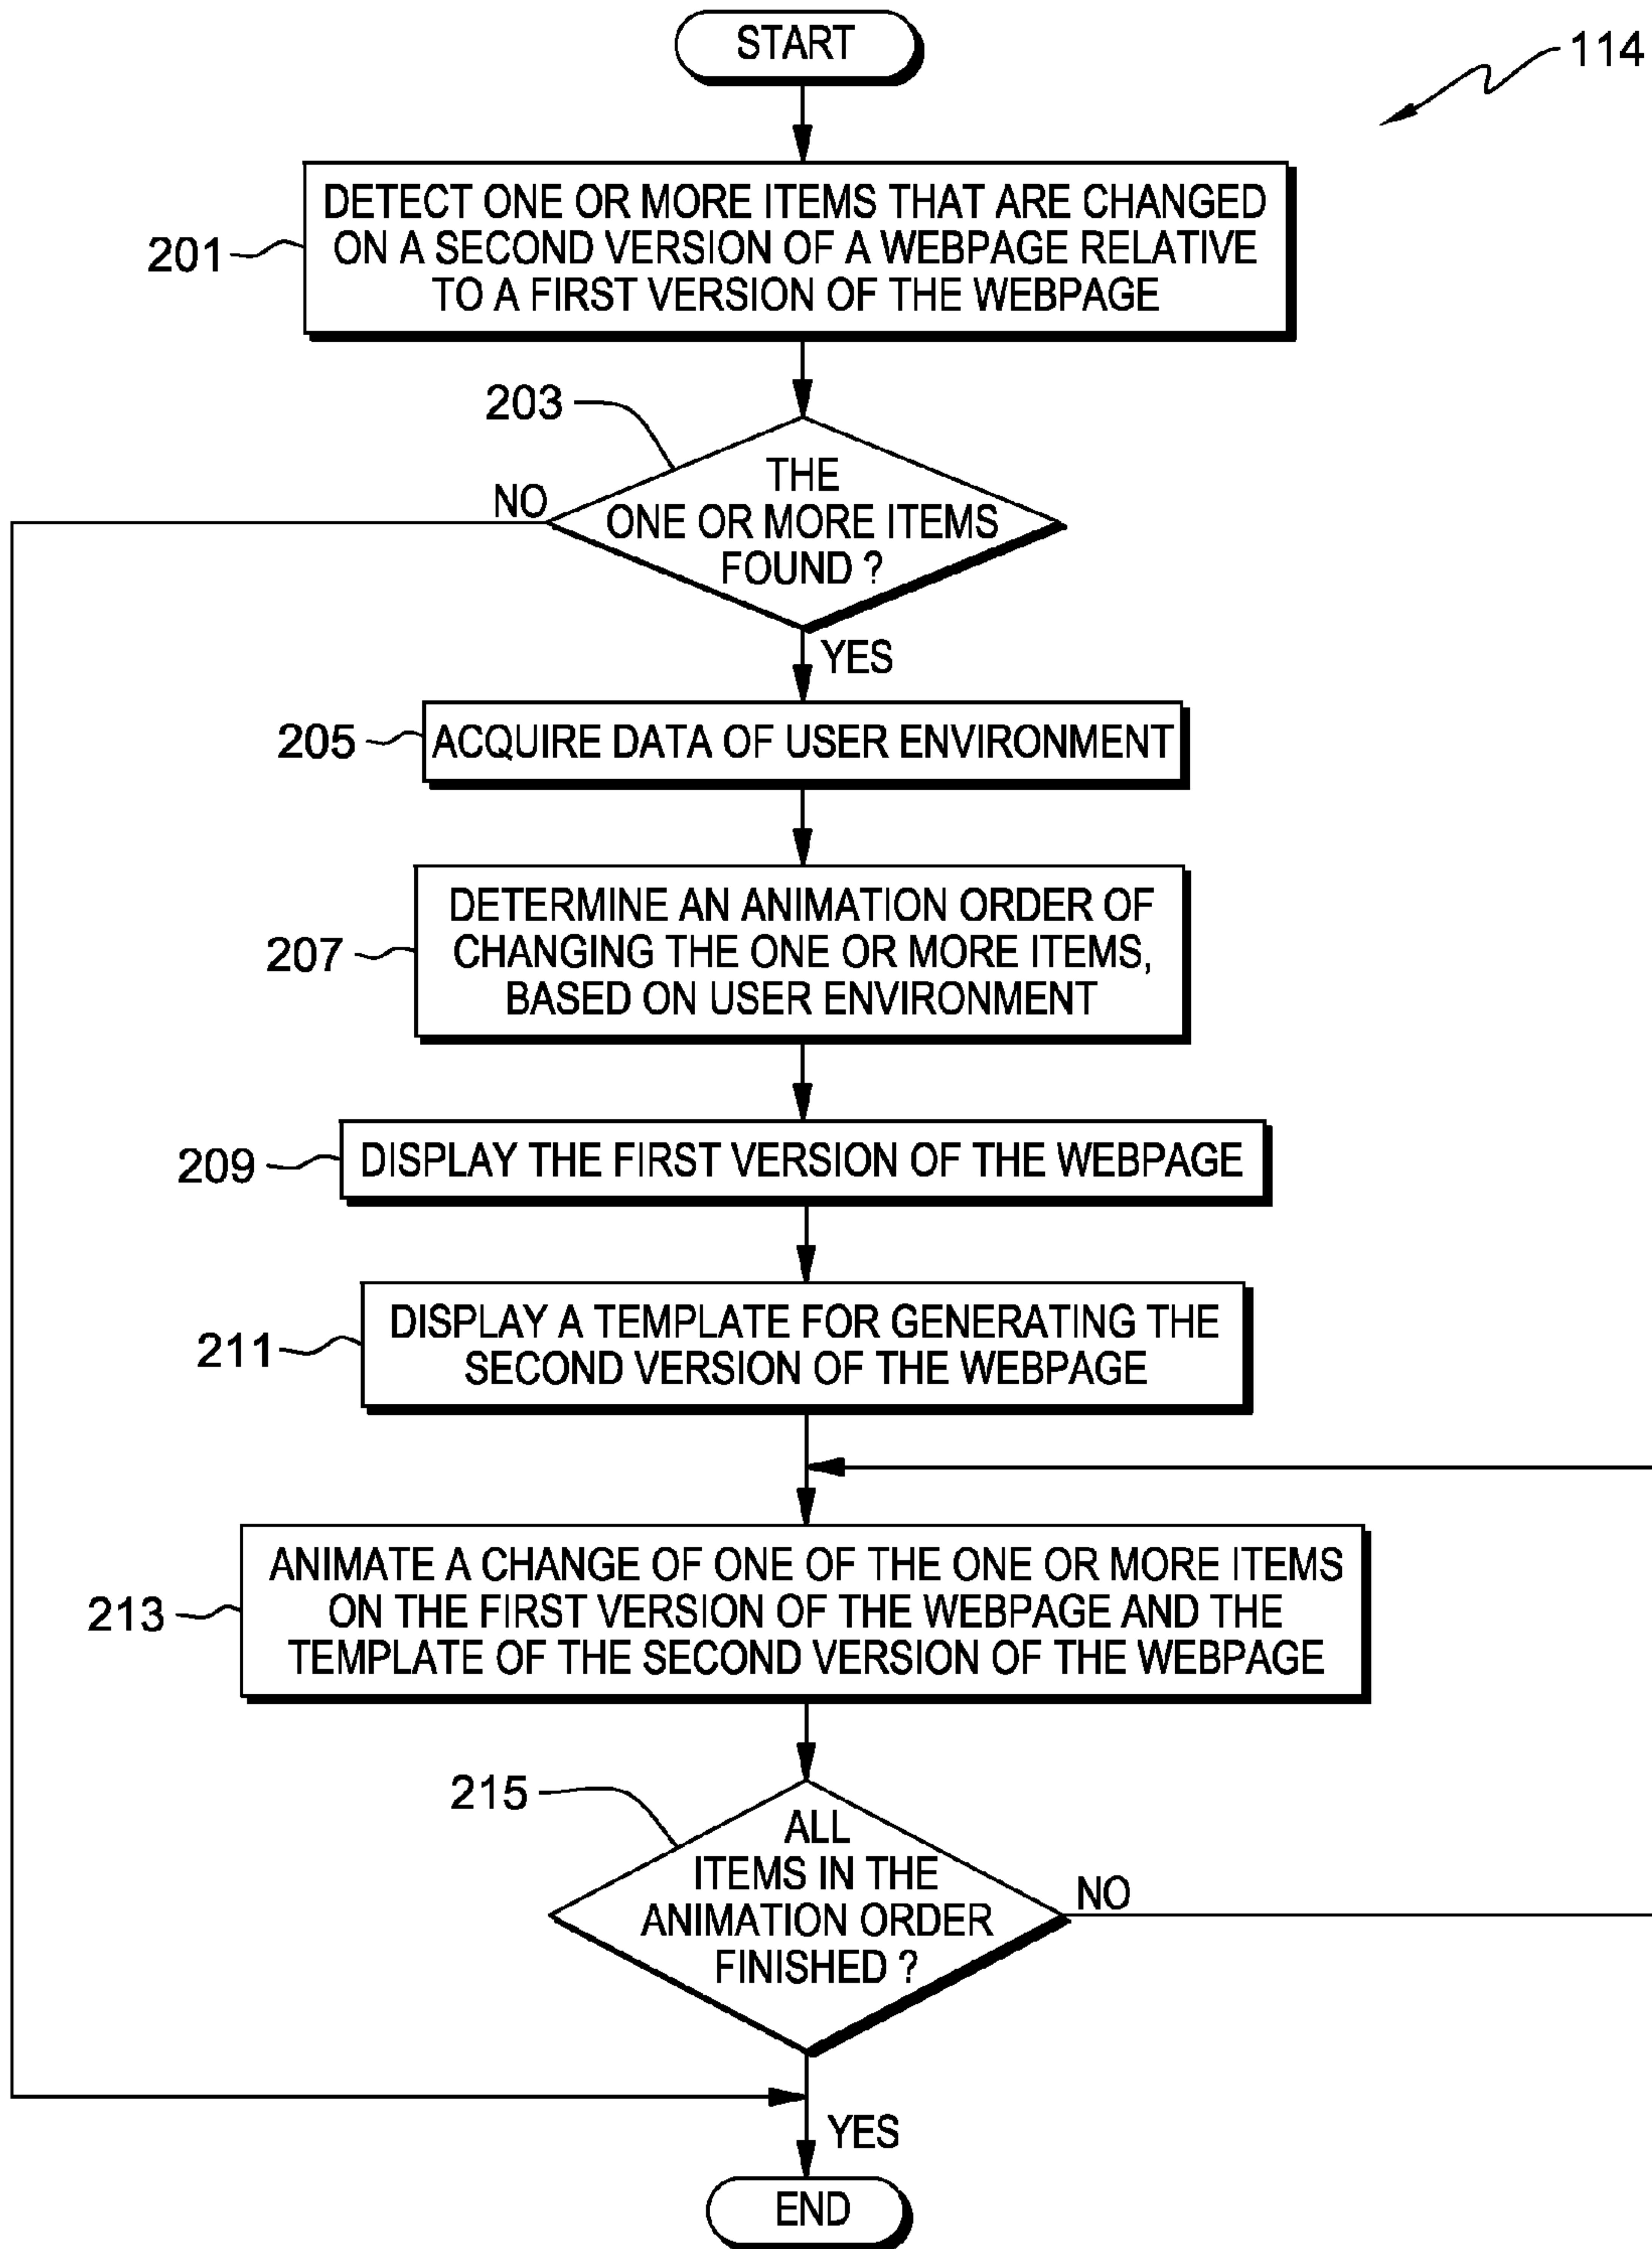 START
114
DETECT ONE OR MORE ITEMS THAT ARE CHANGED
ON A SECOND VERSION OF A WEBPAGE RELATIVE
TO A FIRST VERSION OF THE WEBPAGE
201
203
THE
ONE OR MORE ITEMS
FOUND ?
NO
YES
205
ACQUIRE DATA OF USER ENVIRONMENT
207
DETERMINE AN ANIMATION ORDER OF
CHANGING THE ONE OR MORE ITEMS,
BASED ON USER ENVIRONMENT
209
DISPLAY THE FIRST VERSION OF THE WEBPAGE
211
DISPLAY A TEMPLATE FOR GENERATING THE
SECOND VERSION OF THE WEBPAGE
213
ANIMATE A CHANGE OF ONE OF THE ONE OR MORE ITEMS
ON THE FIRST VERSION OF THE WEBPAGE AND THE
TEMPLATE OF THE SECOND VERSION OF THE WEBPAGE
215
ALL
ITEMS IN THE
ANIMATION ORDER
FINISHED ?
NO
YES
END